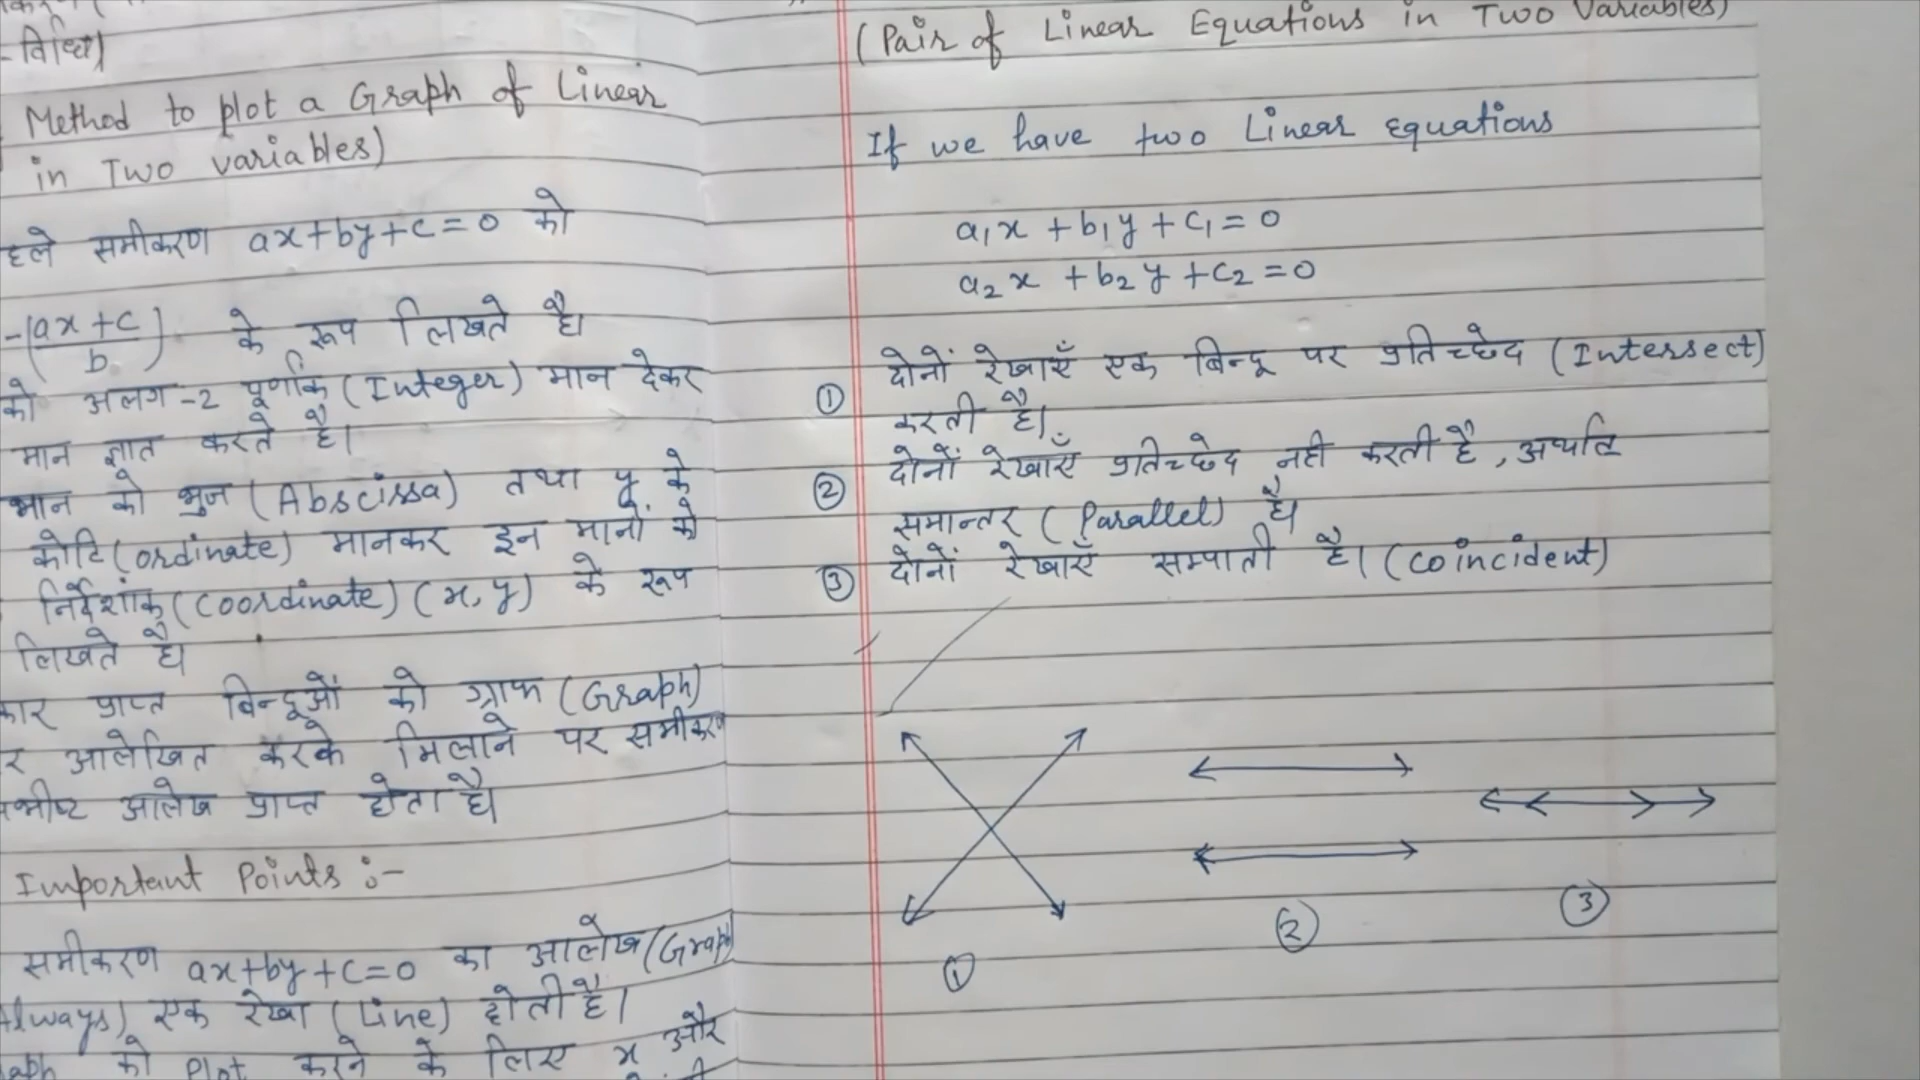 -विधि)
Method to plot a Graph of Linear
in Two variables)
समीकरण ax+by+c=0 को
-(ax+c/b) के रूप लिखते है।
को अलग-2 पूर्णांक (Integer) मान देकर
मान ज्ञात करते है।
मान को भुज (Abscissa) तथा y के
कोटि (ordinate) मानकर इन मानों को
निर्देशांक (coordinate) (x, y) के रूप
लिखते है।
प्राप्त बिन्दूओं को ग्राफ (Graph)
आलेखित करके मिलाने पर समीकरण
आलेख प्राप्त होता है।
Important Points :-
समीकरण ax+by+c=0 का आलेख (Graph
Always) एक रेखा (Line) होती है।
को Plot करने के लिए x और
(Pair of Linear Equations in Two Variables)
If we have two Linear Equations
a₁x + b₁y + c₁ = 0
a₂x + b₂y + c₂ = 0
① दोनों रेखाएँ एक बिन्दू पर प्रतिच्छेद (Intersect)
करती है।
② दोनों रेखाएँ प्रतिच्छेद नही करती है, अर्थात
समान्तर (Parallel) है।
③ दोनों रेखाएँ सम्पाती है। (coincident)
① ② ③